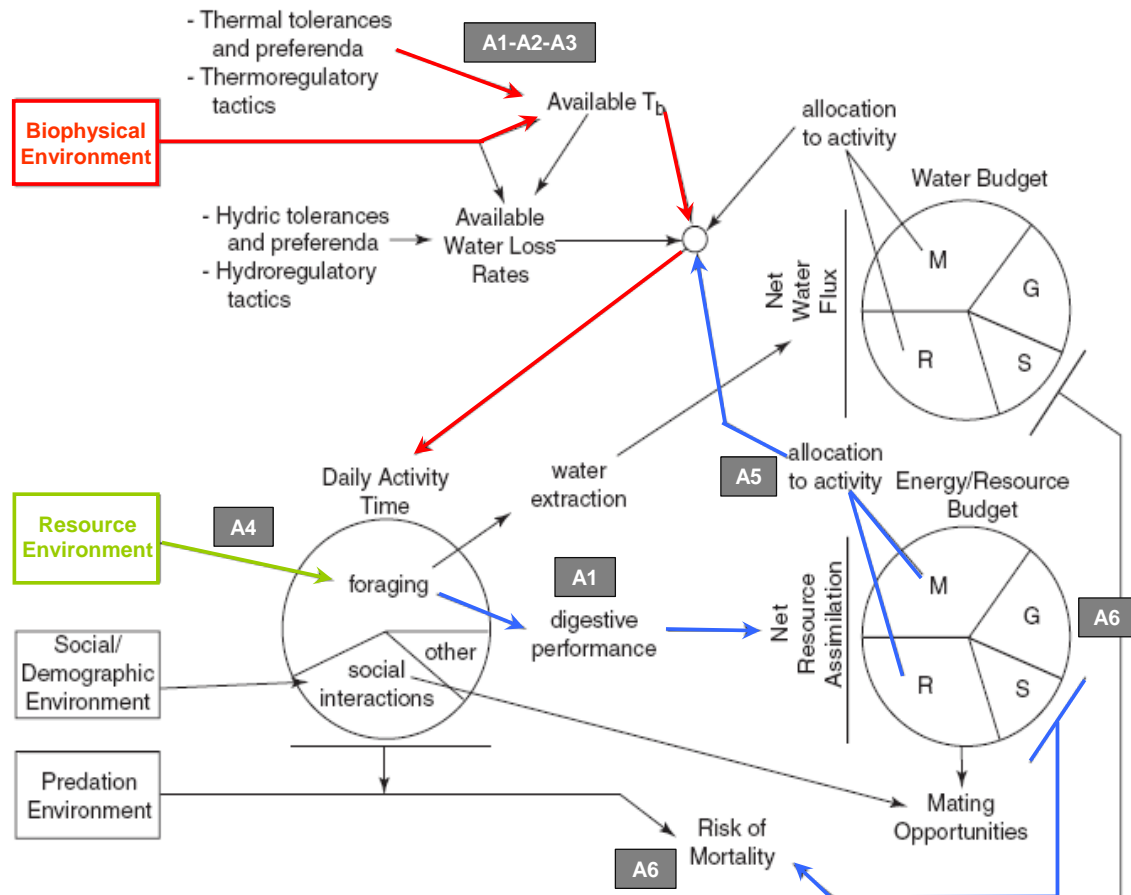 - Thermal tolerances
and preferenda
- Thermoregulatory
tactics
A1-A2-A3
Biophysical
Environment
Available Tb
allocation
to activity
Water Budget
- Hydric tolerances
and preferenda
- Hydroregulatory
tactics
Available
Water Loss
Rates
Net
Water
Flux
M
G
R
S
Daily Activity
Time
water
extraction
A5
allocation
to activity
Energy/Resource
Budget
Resource
Environment
A4
foraging
A1
digestive
performance
Net
Resource
Assimilation
M
G
R
S
A6
Social/
Demographic
Environment
other
social
interactions
Predation
Environment
Risk of
Mortality
A6
Mating
Opportunities